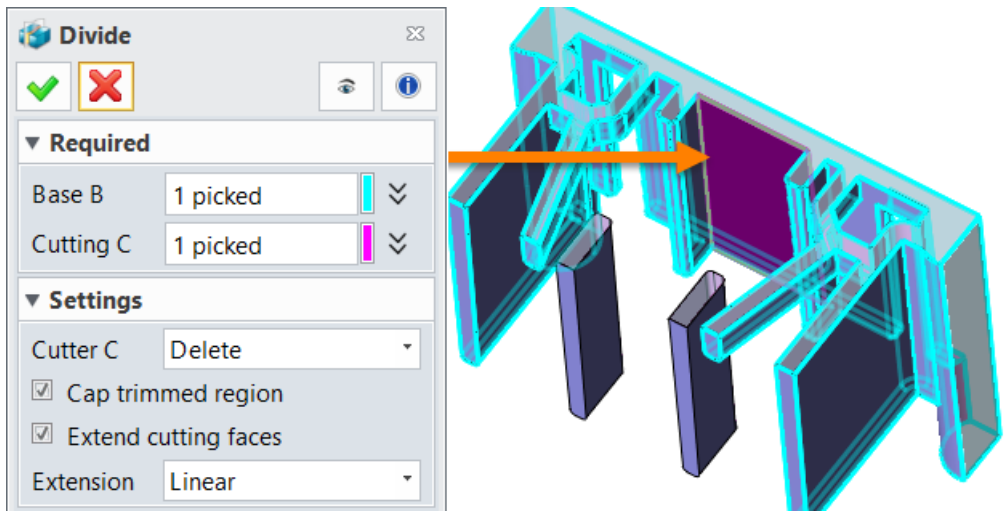 Divide
Required
Base B 1 picked
Cutting C 1 picked
Settings
Cutter C Delete
Cap trimmed region
Extend cutting faces
Extension Linear